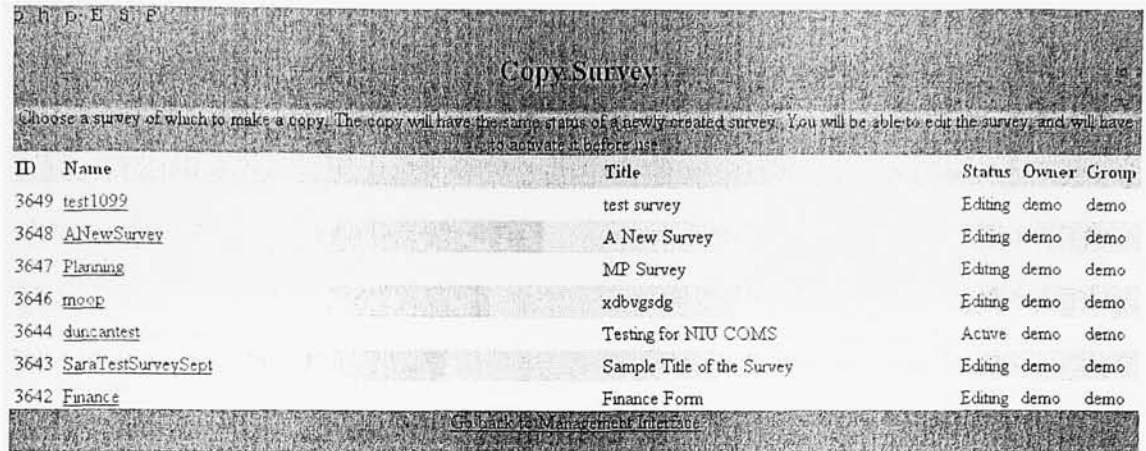 p h p E S P
Copy Survey
Choose a survey of which to make a copy. The copy will have the same status of a newly created survey. You will be able to edit the survey, and will have
to activate it before use.
ID Name Title Status Owner Group
3649 test1099 test survey Editing demo demo
3648 ANewSurvey A New Survey Editing demo demo
3647 Planning MP Survey Editing demo demo
3646 moop xdbvgsdg Editing demo demo
3644 duncantest Testing for NIU COMS Active demo demo
3643 SaraTestSurveySept Sample Title of the Survey Editing demo demo
3642 Finance Finance Form Editing demo demo
Go back to Management Interface